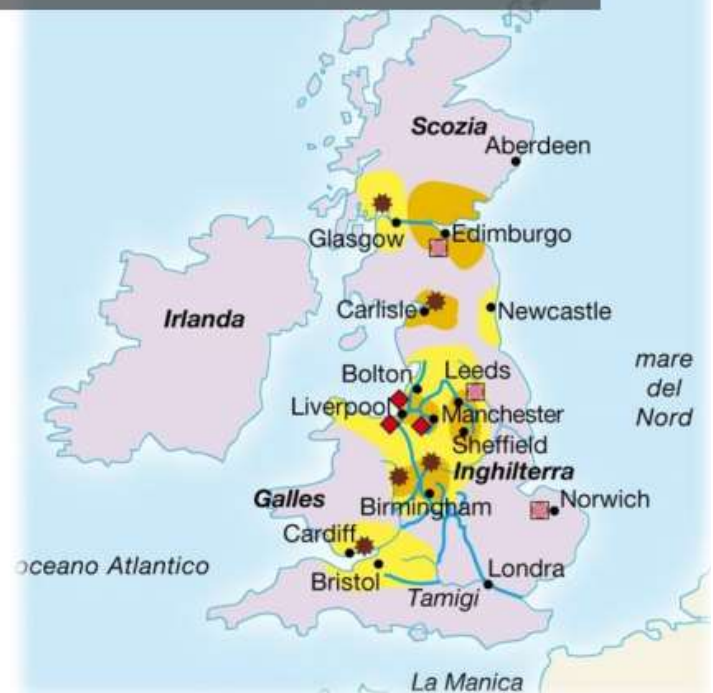 Scozia
Aberdeen
Glasgow
Edimburgo
Carlisle
Newcastle
Irlanda
mare
del
Nord
Bolton
Leeds
Liverpool
Manchester
Sheffield
Inghilterra
Galles
Birmingham
Norwich
Cardiff
oceano Atlantico
Bristol
Londra
Tamigi
La Manica